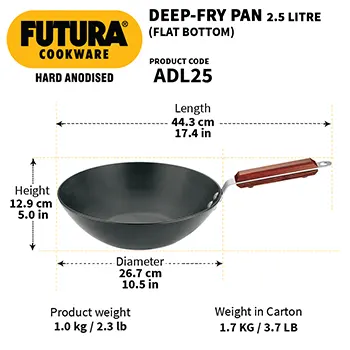 FUTURA®
COOKWARE
HARD ANODISED
DEEP-FRY PAN 2.5 LITRE
(FLAT BOTTOM)
PRODUCT CODE
ADL25
Length
44.3 cm
17.4 in
Height
12.9 cm
5.0 in
Diameter
26.7 cm
10.5 in
Product weight
1.0 kg / 2.3 lb
Weight in Carton
1.7 KG / 3.7 LB